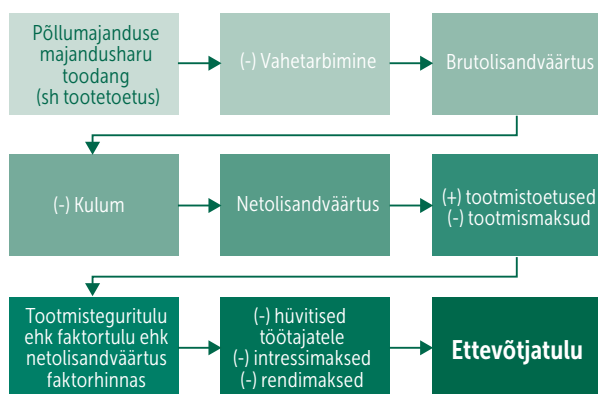 Põllumajanduse
majandusharu
toodang
(sh tootetoetus)
(-) Vahetarbimine
Brutolisandväärtus
(-) Kulum
Netolisandväärtus
(+) tootmistoetused
(-) tootmismaksud
Tootmisteguritulu
ehk faktortulu ehk
netolisandväärtus
faktorhinnas
(-) hüvitised
töötajatele
(-) intressimaksed
(-) rendimaksed
Ettevõtjatulu